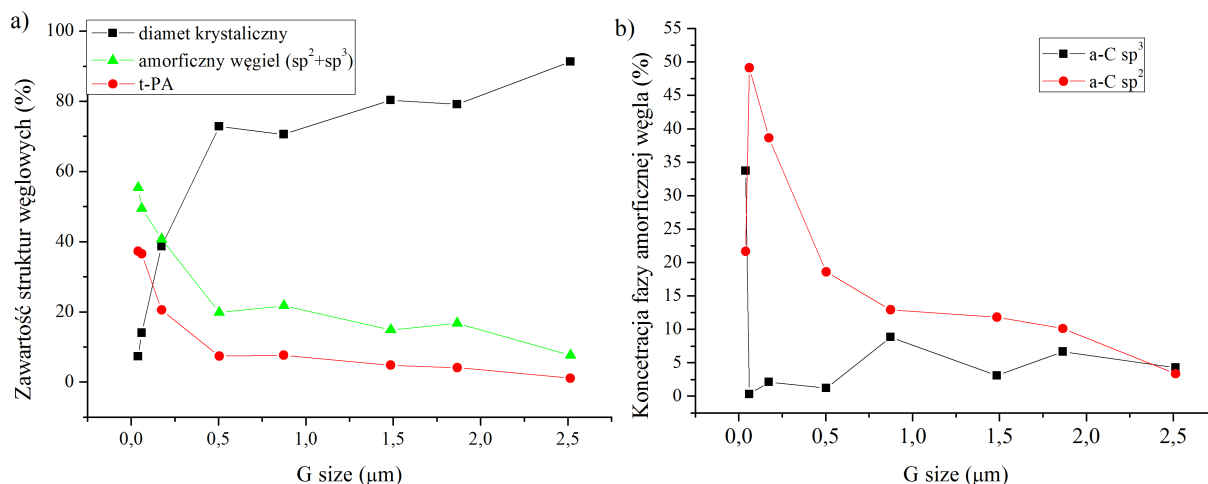 a)
diamet krystaliczny
amorficzny węgiel (sp²+sp³)
t-PA
Zawartość struktur węglowych (%)
100
80
60
40
20
0
0,0 0,5 1,0 1,5 2,0 2,5
G size (μm)
b)
a-C sp³
a-C sp²
Koncetracja fazy amorficznej węgla (%)
55
50
45
40
35
30
25
20
15
10
5
0
0,0 0,5 1,0 1,5 2,0 2,5
G size (μm)